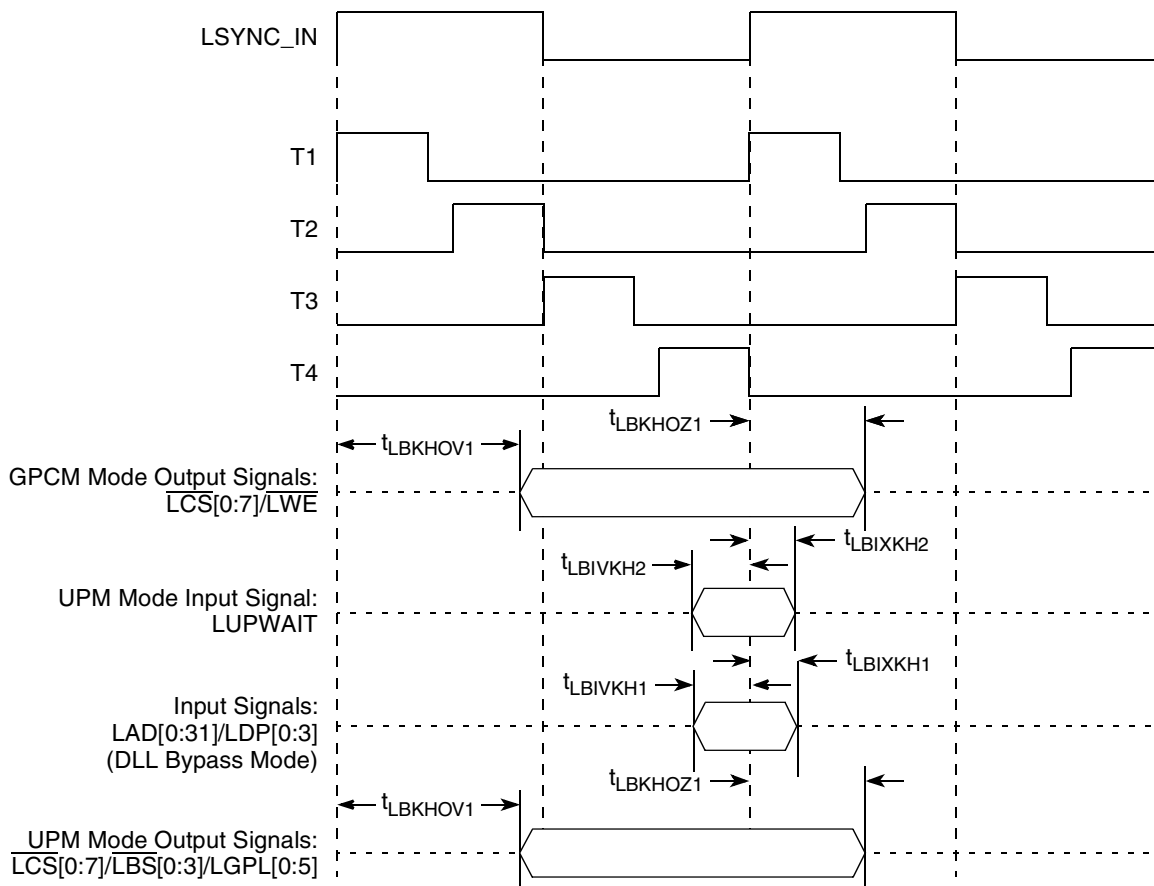 LSYNC_IN
T1
T2
T3
T4
tLBKHOZ1
tLBKHOV1
GPCM Mode Output Signals:
LCS[0:7]/LWE
tLBIXKH2
tLBIVKH2
UPM Mode Input Signal:
LUPWAIT
tLBIXKH1
tLBIVKH1
Input Signals:
LAD[0:31]/LDP[0:3]
(DLL Bypass Mode)
tLBKHOZ1
tLBKHOV1
UPM Mode Output Signals:
LCS[0:7]/LBS[0:3]/LGPL[0:5]